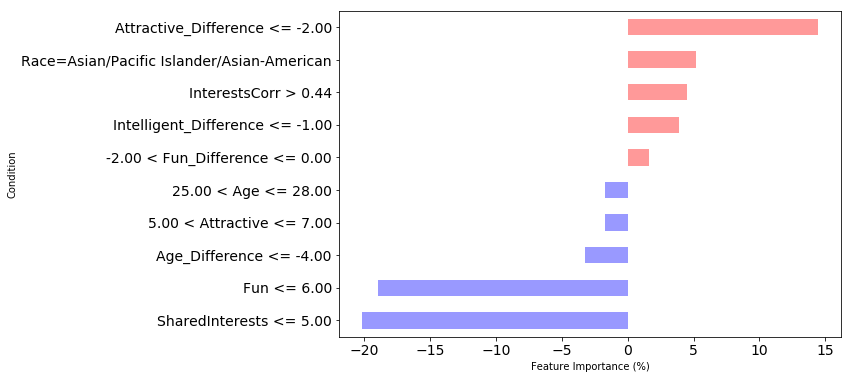 Attractive_Difference <= -2.00
Race=Asian/Pacific Islander/Asian-American
InterestsCorr > 0.44
Intelligent_Difference <= -1.00
-2.00 < Fun_Difference <= 0.00
25.00 < Age <= 28.00
5.00 < Attractive <= 7.00
Age_Difference <= -4.00
Fun <= 6.00
SharedInterests <= 5.00
Condition
−20 −15 −10 −5 0 5 10 15
Feature Importance (%)